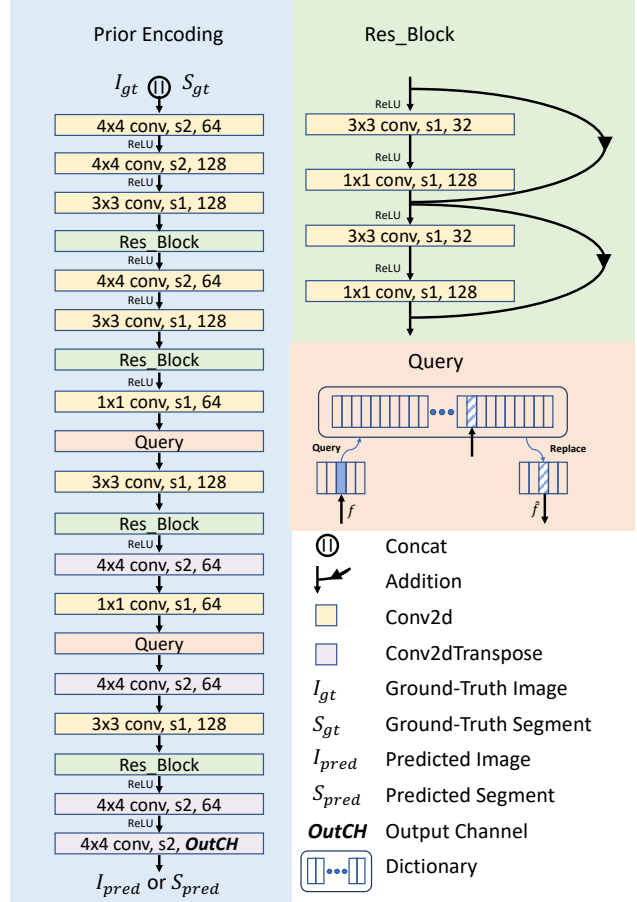 Prior Encoding
I_gt (||) S_gt
4x4 conv, s2, 64
ReLU
4x4 conv, s2, 128
ReLU
3x3 conv, s1, 128
Res_Block
ReLU
4x4 conv, s2, 64
ReLU
3x3 conv, s1, 128
Res_Block
ReLU
1x1 conv, s1, 64
Query
3x3 conv, s1, 128
Res_Block
ReLU
4x4 conv, s2, 64
1x1 conv, s1, 64
Query
4x4 conv, s2, 64
3x3 conv, s1, 128
Res_Block
ReLU
4x4 conv, s2, 64
ReLU
4x4 conv, s2, OutCH
I_pred or S_pred
Res_Block
ReLU
3x3 conv, s1, 32
ReLU
1x1 conv, s1, 128
ReLU
3x3 conv, s1, 32
ReLU
1x1 conv, s1, 128
Query
Query
Replace
f
f̂
Concat
Addition
Conv2d
Conv2dTranspose
I_gt Ground-Truth Image
S_gt Ground-Truth Segment
I_pred Predicted Image
S_pred Predicted Segment
OutCH Output Channel
Dictionary